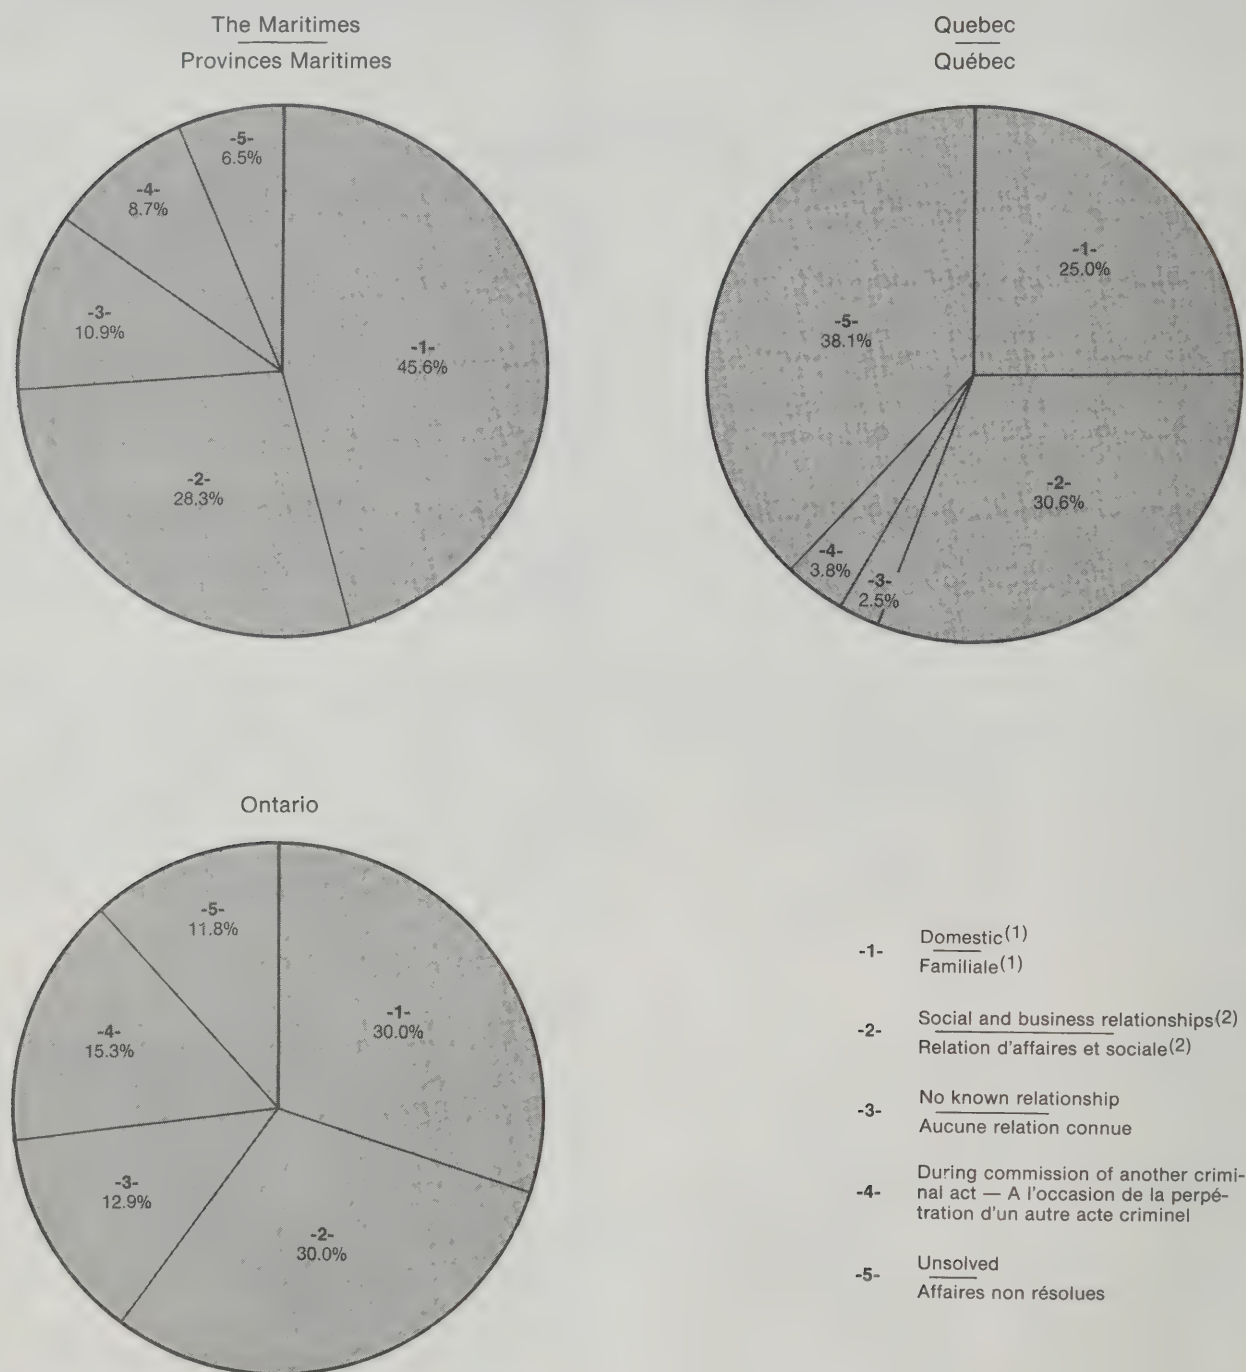 The Maritimes
Provinces Maritimes
-5-
6.5%
-4-
8.7%
-3-
10.9%
-1-
45.6%
-2-
28.3%
Quebec
Québec
-1-
25.0%
-5-
38.1%
-2-
30.6%
-4-
3.8%
-3-
2.5%
Ontario
-5-
11.8%
-1-
30.0%
-4-
15.3%
-3-
12.9%
-2-
30.0%
-1- Domestic(1)
Familiale(1)
-2- Social and business relationships(2)
Relation d'affaires et sociale(2)
-3- No known relationship
Aucune relation connue
During commission of another crimi-
-4- nal act — A l'occasion de la perpé-
tration d'un autre acte criminel
-5- Unsolved
Affaires non résolues